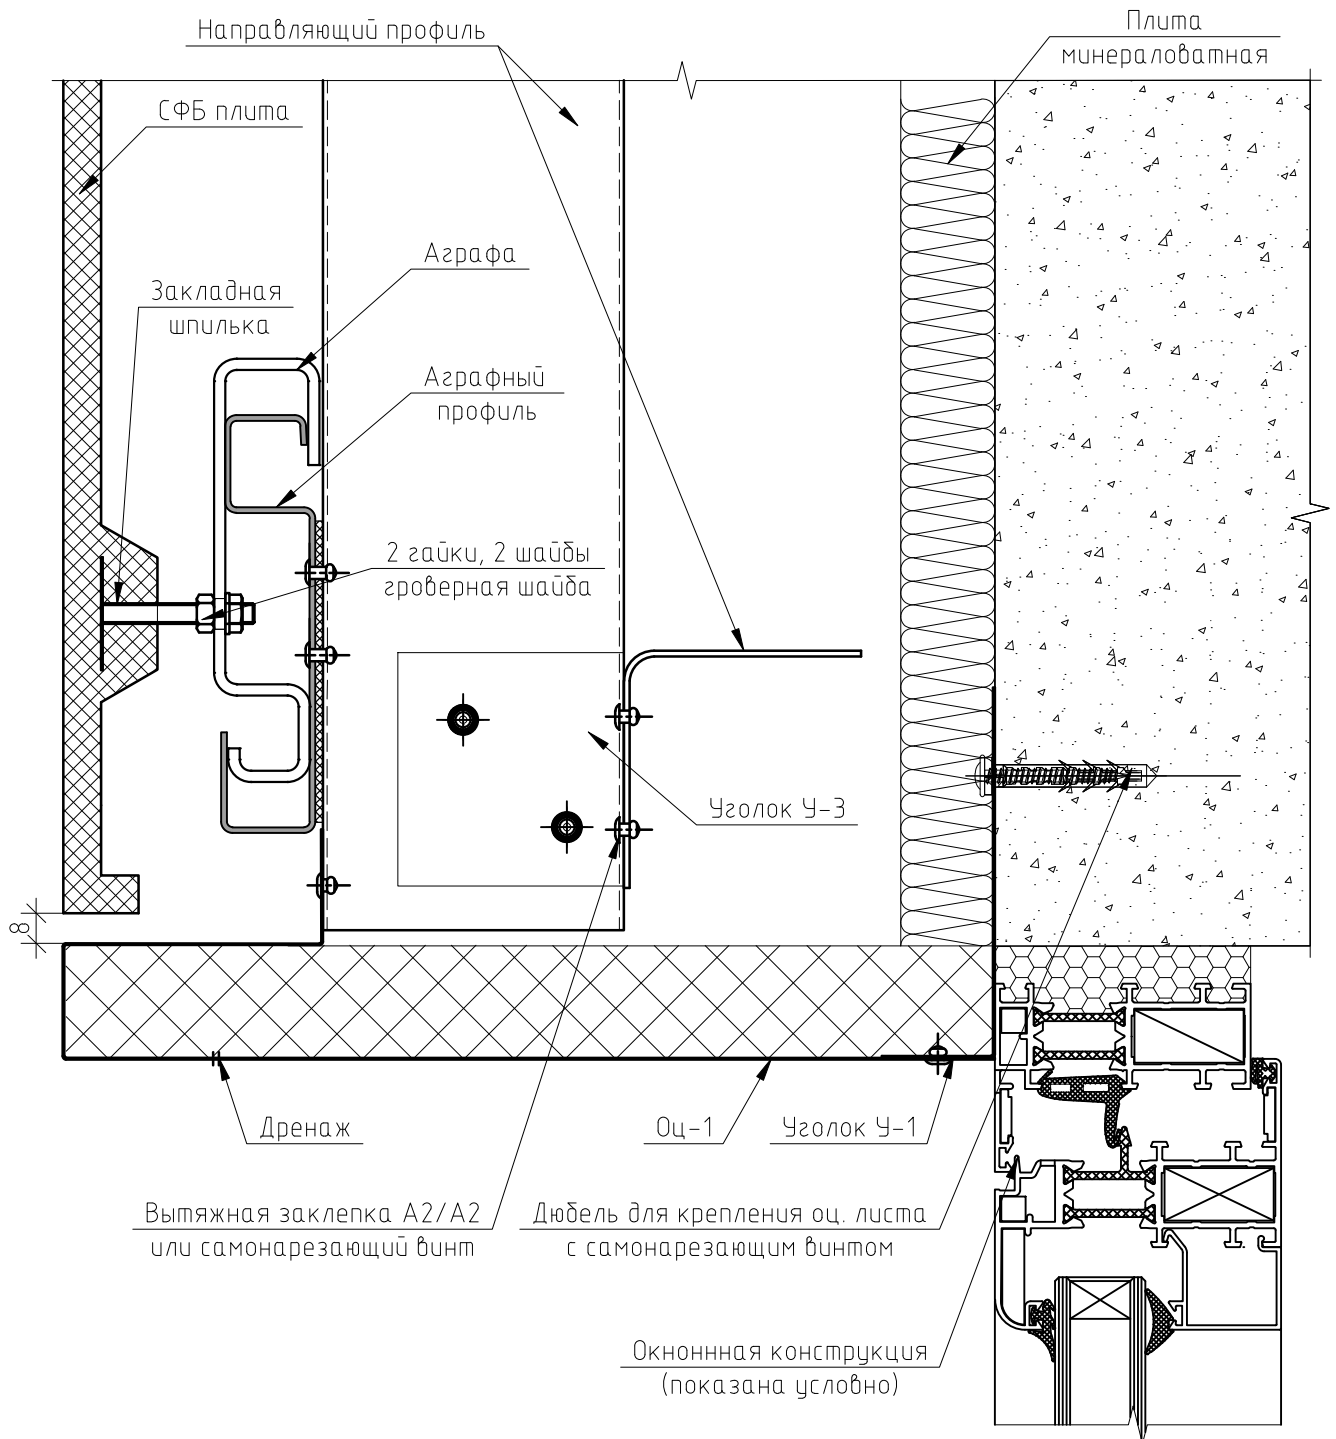 Направляющий профиль
Плита
минераловатная
СФБ плита
Аграфа
Закладная
шпилька
Аграфный
профиль
2 гайки, 2 шайбы
гроверная шайба
Уголок У-3
8
Дренаж
Оц-1
Уголок У-1
Вытяжная заклепка А2/А2
или самонарезающий винт
Дюбель для крепления оц. листа
с самонарезающим винтом
Окноннная конструкция
(показана условно)